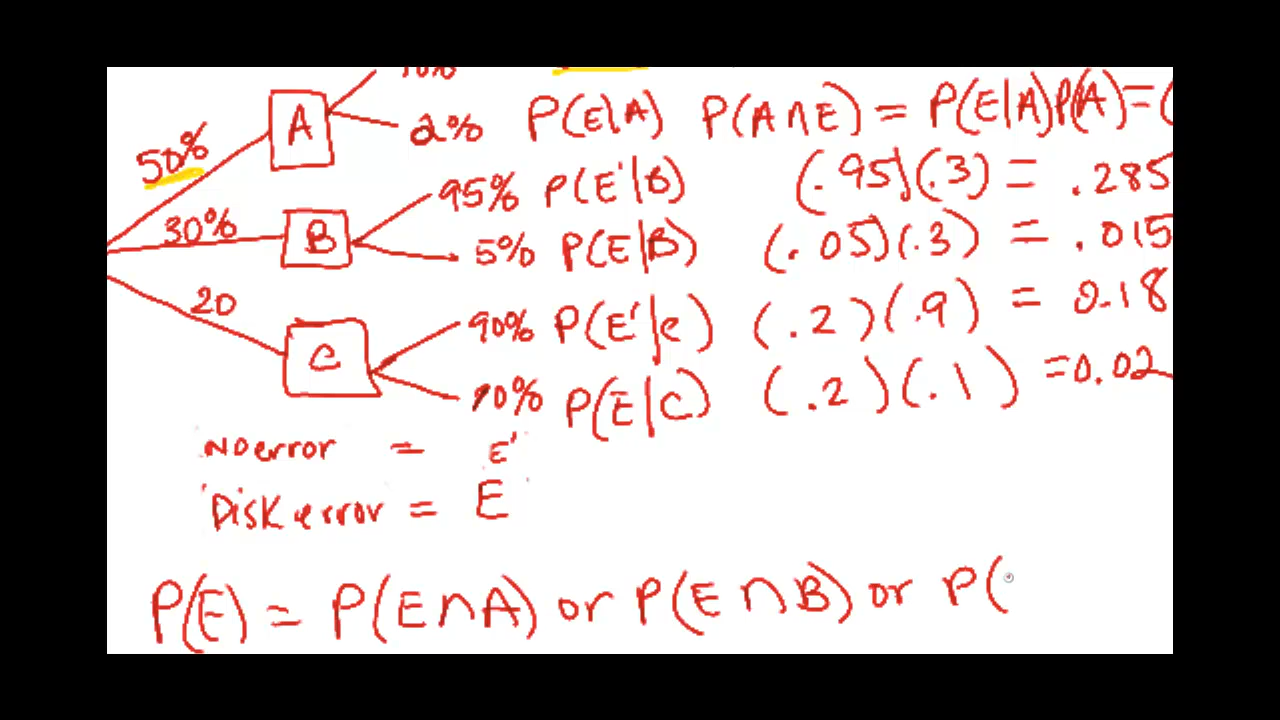 50% A 2% P(E|A) P(A∩E) = P(E|A)P(A) = (
95% P(E'|B) (.95)(.3) = .285
30% B 5% P(E|B) (.05)(.3) = .015
20 90% P(E'|C) (.2)(.9) = 0.18
C 10% P(E|C) (.2)(.1) = 0.02
No error = E'
Disk error = E
P(E) = P(E∩A) or P(E∩B) or P(